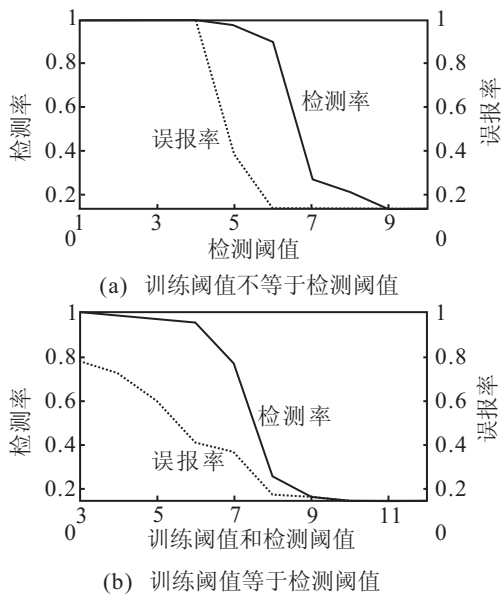 1 1
0.8 0.8
0.6 0.6
0.4 0.4
0.2 0.2
0 0
检测率
误报率
检测率
误报率
1 3 5 7 9
检测阈值
(a) 训练阈值不等于检测阈值
1 1
0.8 0.8
0.6 0.6
0.4 0.4
0.2 0.2
0 0
检测率
误报率
检测率
误报率
3 5 7 9 11
训练阈值和检测阈值
(b) 训练阈值等于检测阈值